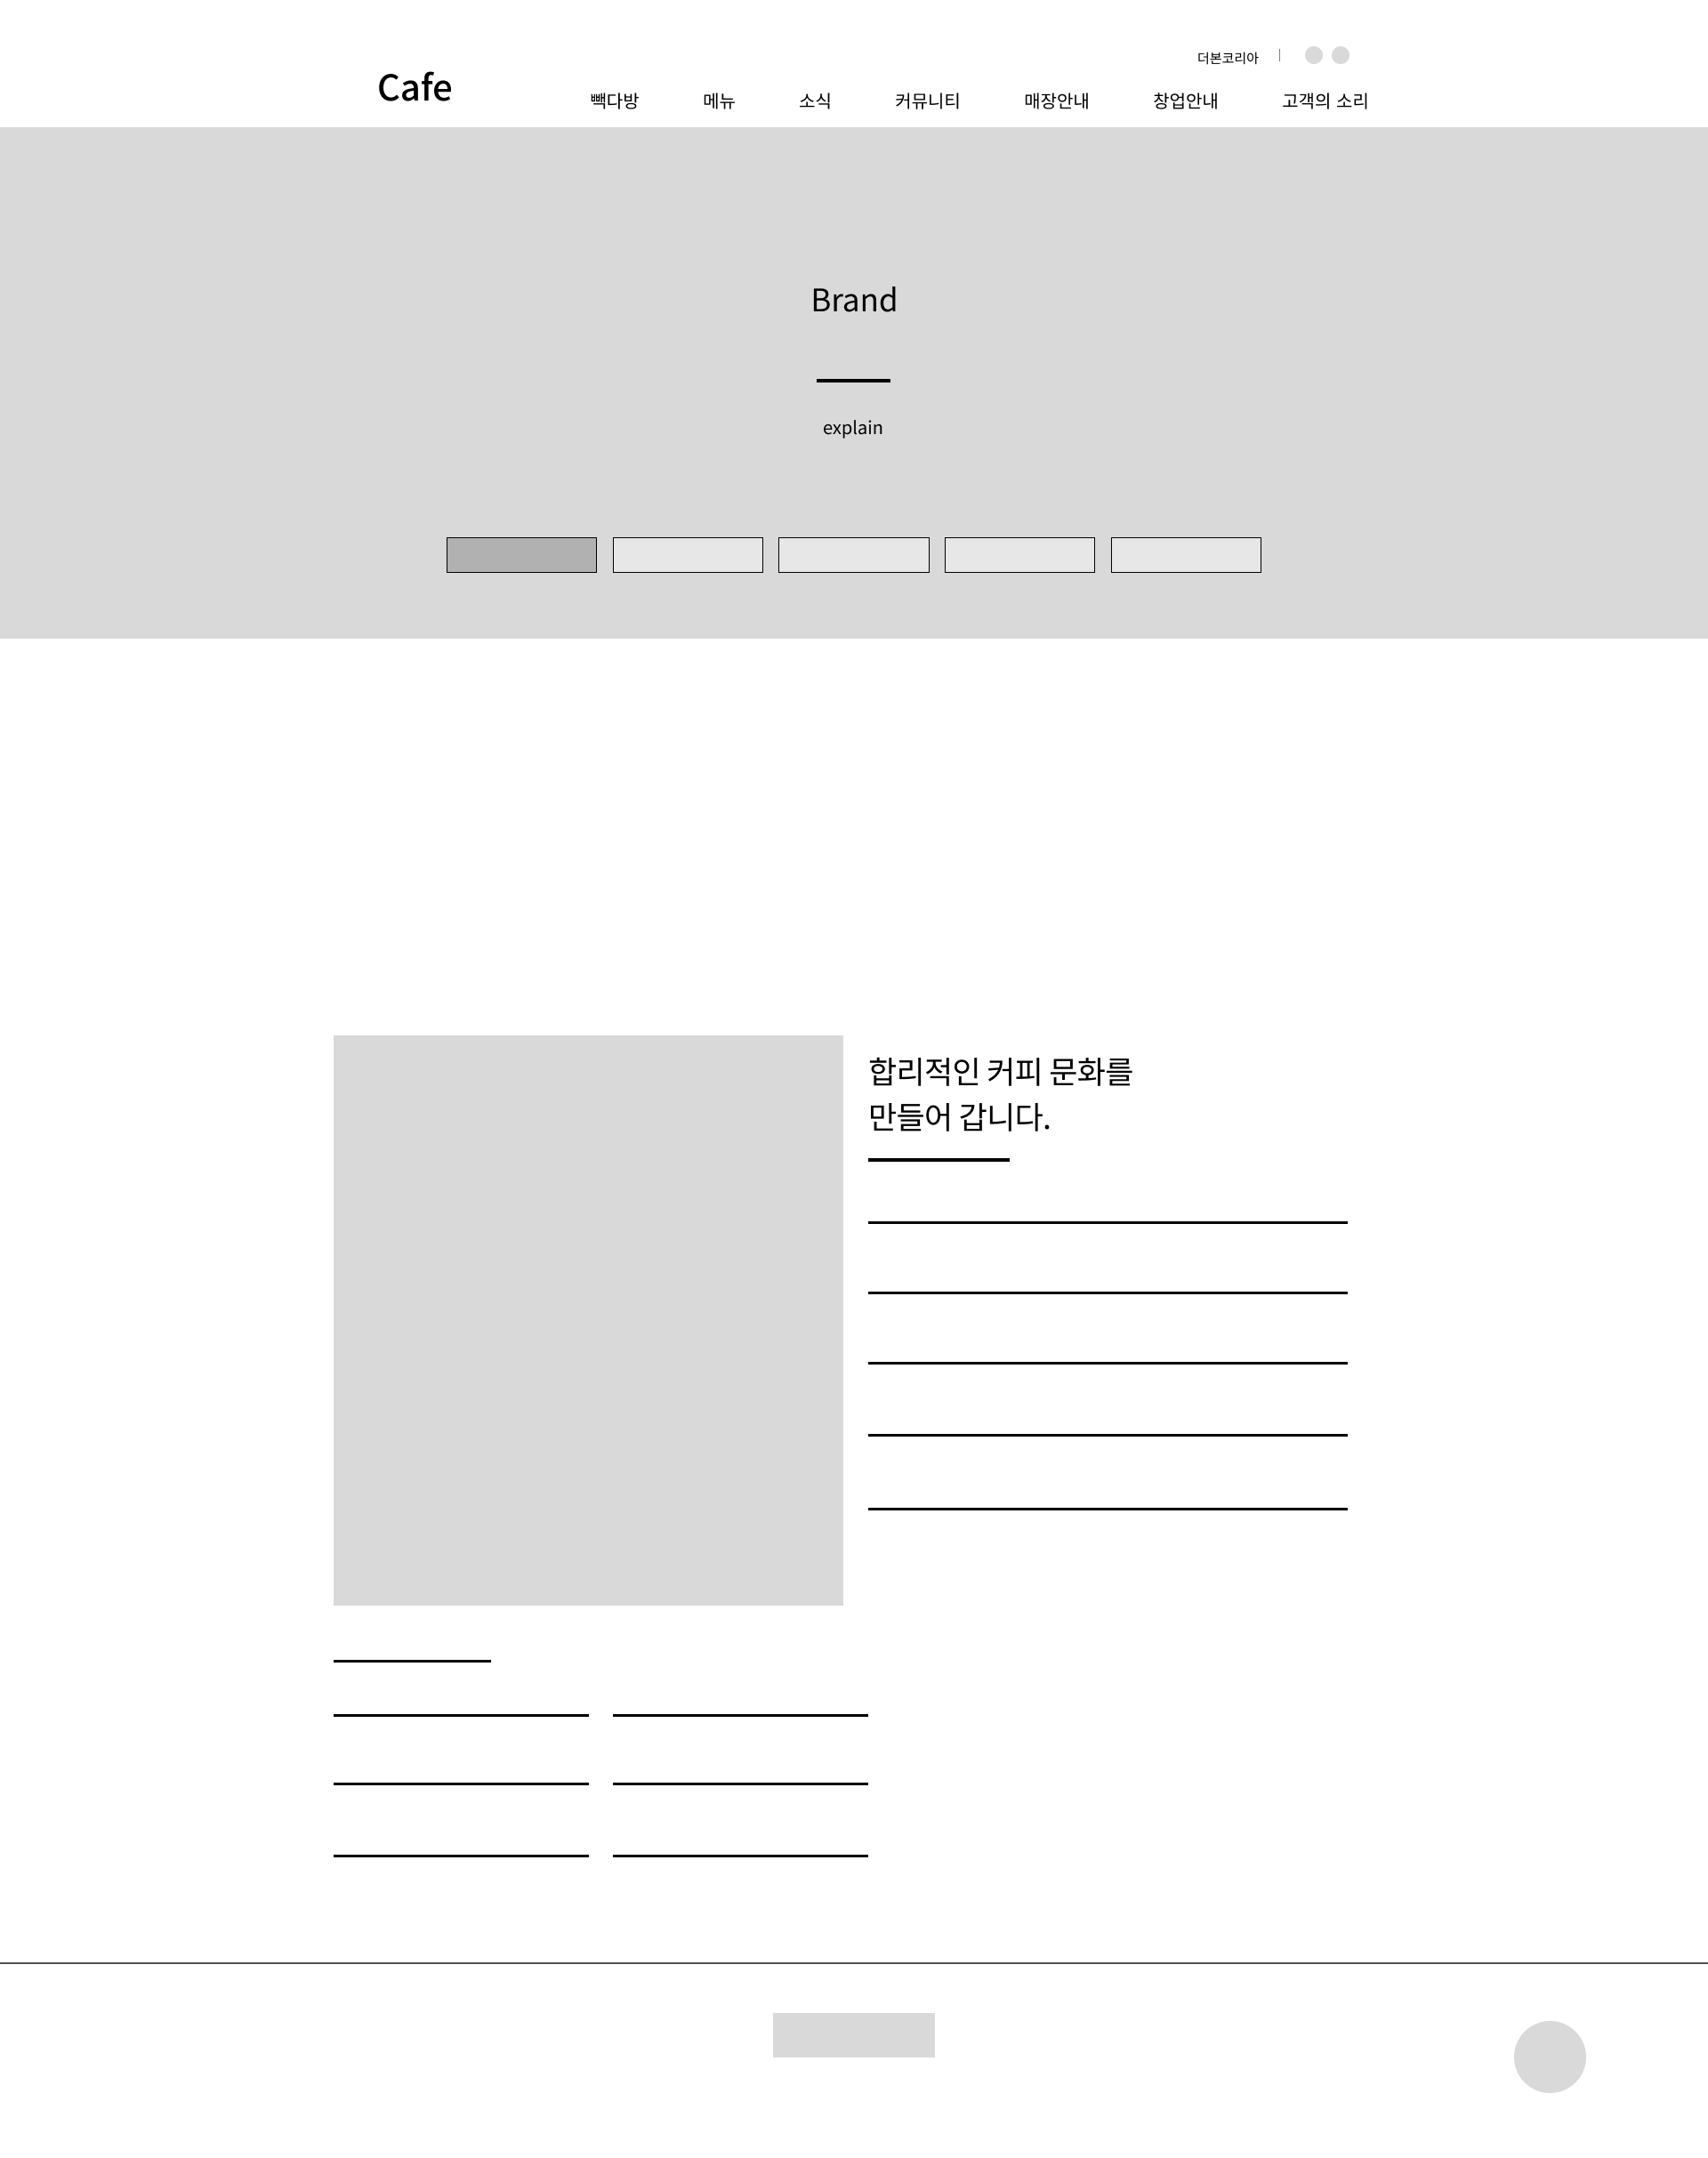 더본코리아
Cafe
빽다방 메뉴 소식 커뮤니티 매장안내 창업안내 고객의 소리
Brand
explain
합리적인 커피 문화를
만들어 갑니다.